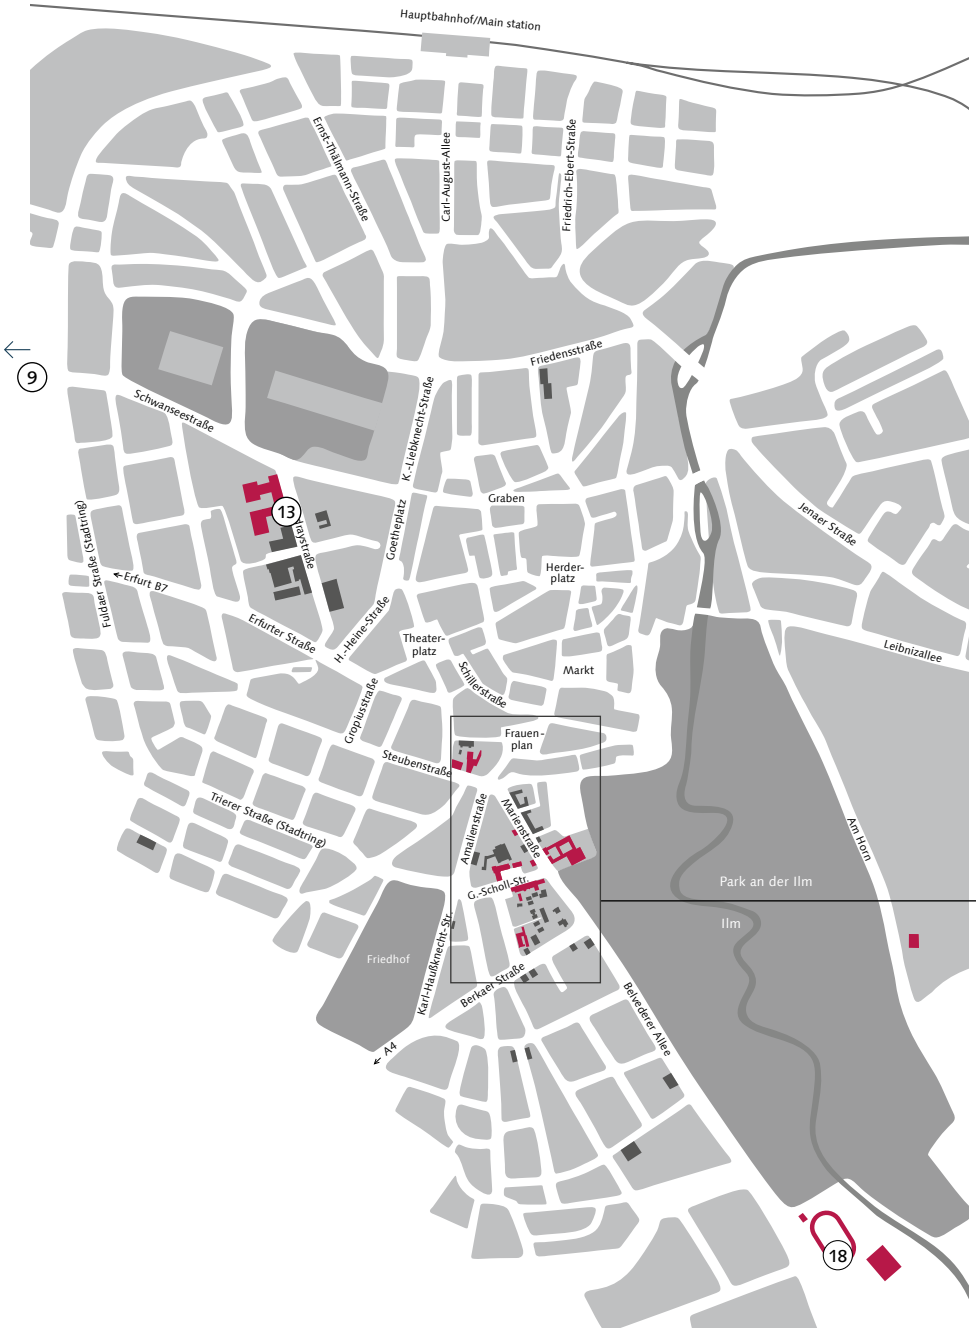 Hauptbahnhof/Main station
Ernst-Thälmann-Straße
Carl-August-Allee
Friedrich-Ebert-Straße
9
Friedensstraße
Schwanseestraße
K.-Liebknecht-Straße
Graben
13
Goetheplatz
Jenaer Straße
Fuldaer Straße (Stadtring)
Erfurt B7
Herder-
platz
Erfurter Straße
H.-Heine-Straße
Theater-
platz
Markt
Leibnizallee
Schillerstraße
Gropiusstraße
Frauen-
plan
Steubenstraße
Trierer Straße (Stadtring)
Amalienstraße
Marienstraße
Am Horn
G.-Scholl-Str.
Park an der Ilm
Ilm
Friedhof
Karl-Haußknecht-Str.
Berkaer Straße
Belvederer Allee
A4
18